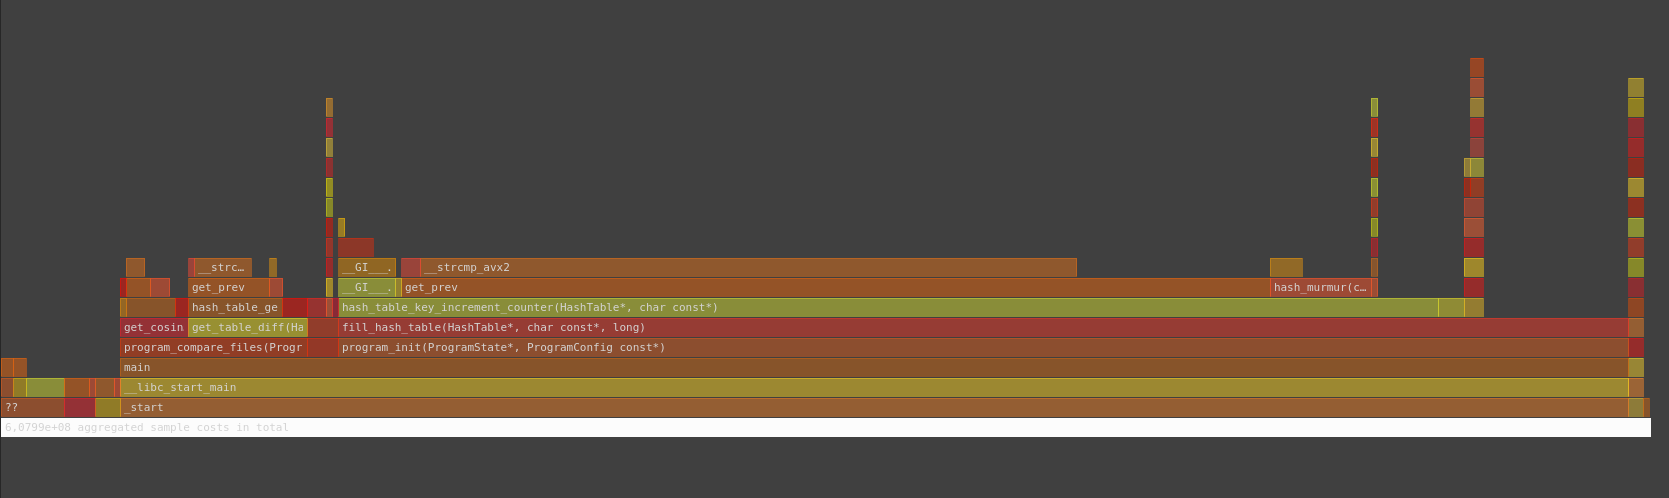 __strc… __GI___. __strcmp_avx2
get_prev __GI___. get_prev hash_murmur(c…
hash_table_ge hash_table_key_increment_counter(HashTable*, char const*)
get_cosin get_table_diff(Ha fill_hash_table(HashTable*, char const*, long)
program_compare_files(Progr program_init(ProgramState*, ProgramConfig const*)
main
__libc_start_main
?? _start
6,0799e+08 aggregated sample costs in total